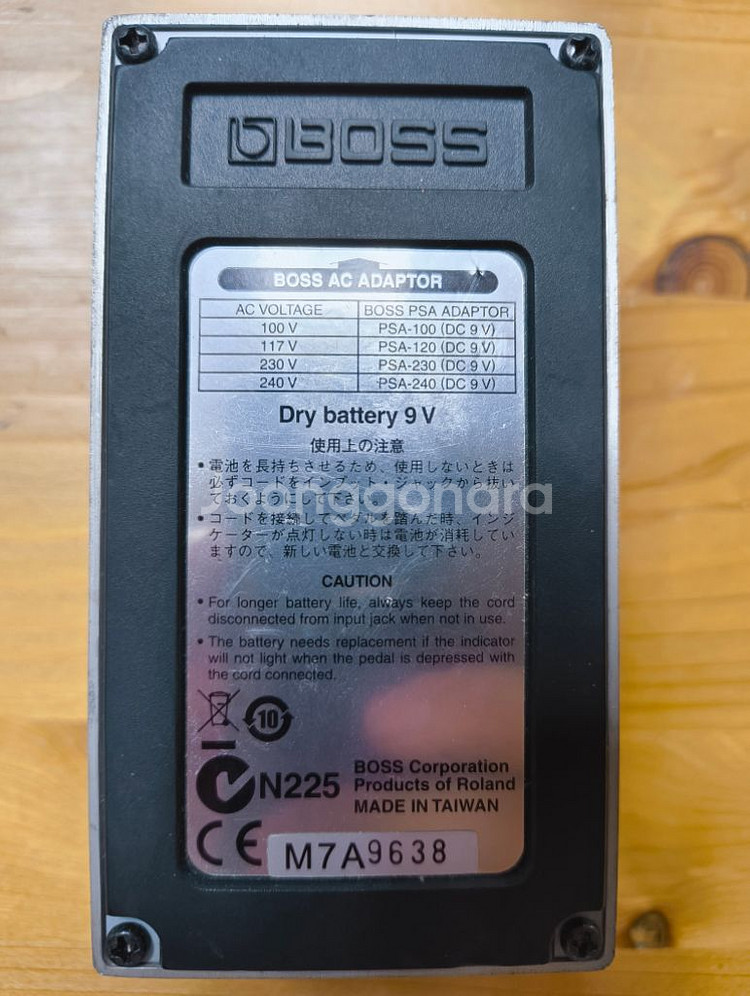 BOSS
BOSS AC ADAPTOR
AC VOLTAGE BOSS PSA ADAPTOR
100 V PSA-100 (DC 9 V)
117 V PSA-120 (DC 9 V)
230 V PSA-230 (DC 9 V)
240 V PSA-240 (DC 9 V)
Dry battery 9 V
使用上の注意
• 電池を長持ちさせるため、使用しないときは
必ずコードをインプット・ジャックから抜い
ておくようにして下さい。
• コードを接続してペダルを踏んだ時、インジ
ケーターが点灯しない時は電池が消耗してい
ますので、新しい電池と交換して下さい。
Joonggonara
CAUTION
• For longer battery life, always keep the cord
disconnected from input jack when not in use.
• The battery needs replacement if the indicator
will not light when the pedal is depressed with
the cord connected.
10
N225
BOSS Corporation
Products of Roland
MADE IN TAIWAN
CE
M7A9638